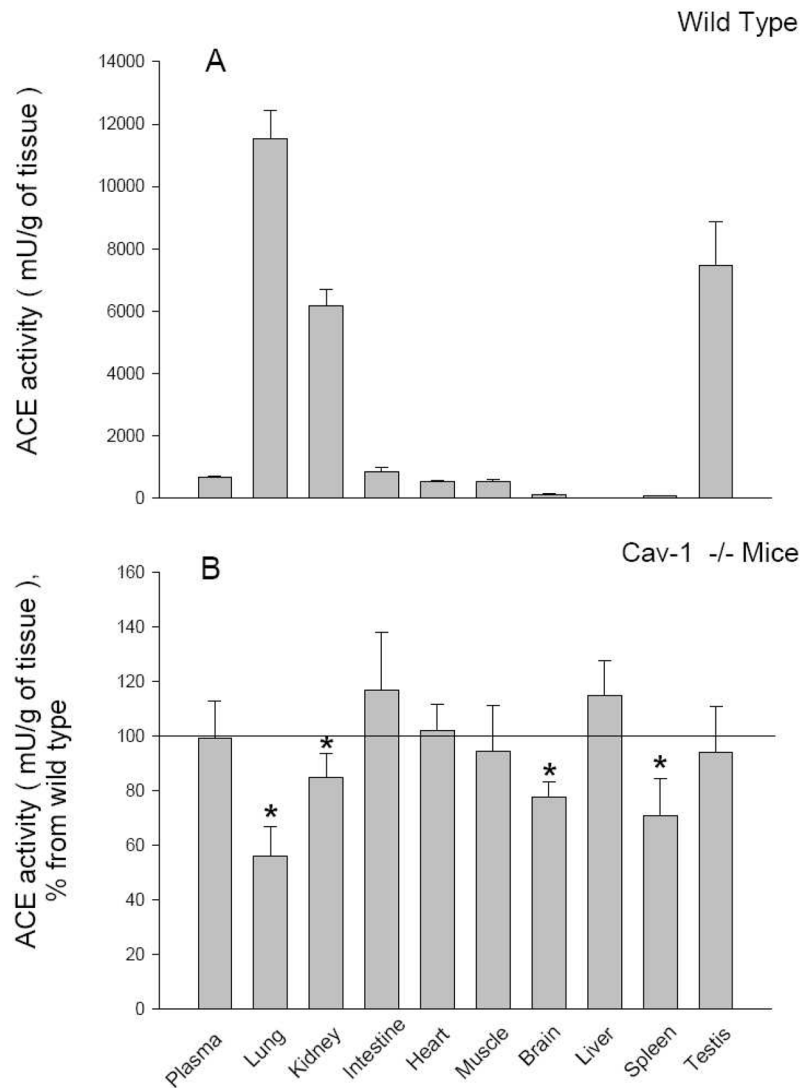 Wild Type
A
ACE activity ( mU/g of tissue )
14000
12000
10000
8000
6000
4000
2000
0
Cav-1 -/- Mice
B
ACE activity ( mU/g of tissue ),
% from wild type
160
140
120
100
80
60
40
20
0
*
*
*
*
Plasma
Lung
Kidney
Intestine
Heart
Muscle
Brain
Liver
Spleen
Testis